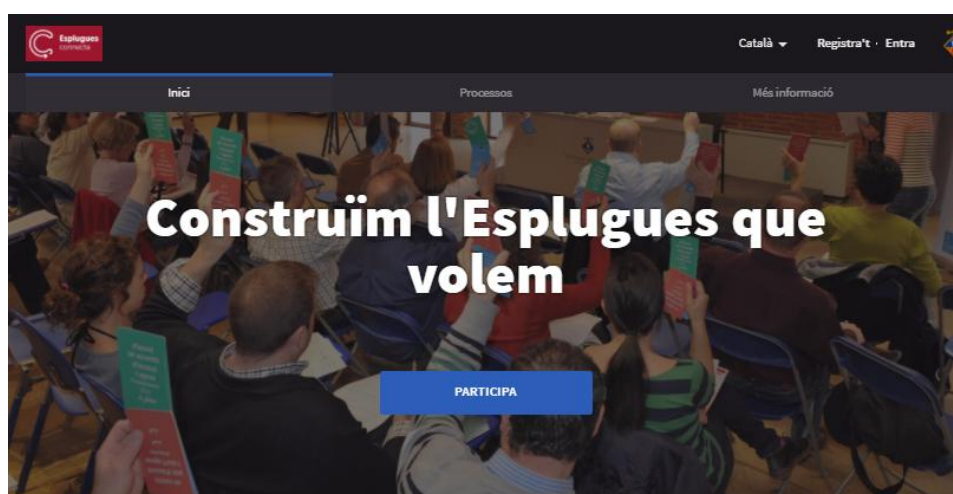 Esplugues
connecta
Català
Registra't · Entra
Inici
Processos
Més informació
Construïm l'Esplugues que
volem
PARTICIPA